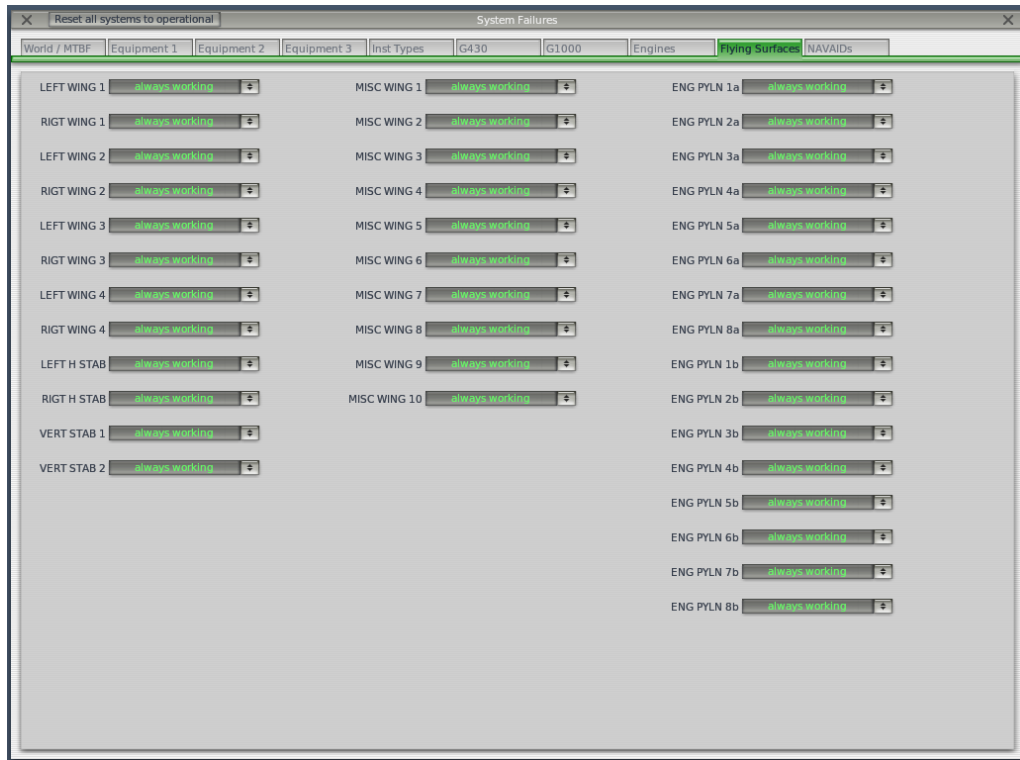 Reset all systems to operational
System Failures
World / MTBF Equipment 1 Equipment 2 Equipment 3 Inst Types G430 G1000 Engines Flying Surfaces NAVAIDs
LEFT WING 1 always working MISC WING 1 always working ENG PYLN 1a always working
RIGT WING 1 always working MISC WING 2 always working ENG PYLN 2a always working
LEFT WING 2 always working MISC WING 3 always working ENG PYLN 3a always working
RIGT WING 2 always working MISC WING 4 always working ENG PYLN 4a always working
LEFT WING 3 always working MISC WING 5 always working ENG PYLN 5a always working
RIGT WING 3 always working MISC WING 6 always working ENG PYLN 6a always working
LEFT WING 4 always working MISC WING 7 always working ENG PYLN 7a always working
RIGT WING 4 always working MISC WING 8 always working ENG PYLN 8a always working
LEFT H STAB always working MISC WING 9 always working ENG PYLN 1b always working
RIGT H STAB always working MISC WING 10 always working ENG PYLN 2b always working
VERT STAB 1 always working ENG PYLN 3b always working
VERT STAB 2 always working ENG PYLN 4b always working
ENG PYLN 5b always working
ENG PYLN 6b always working
ENG PYLN 7b always working
ENG PYLN 8b always working